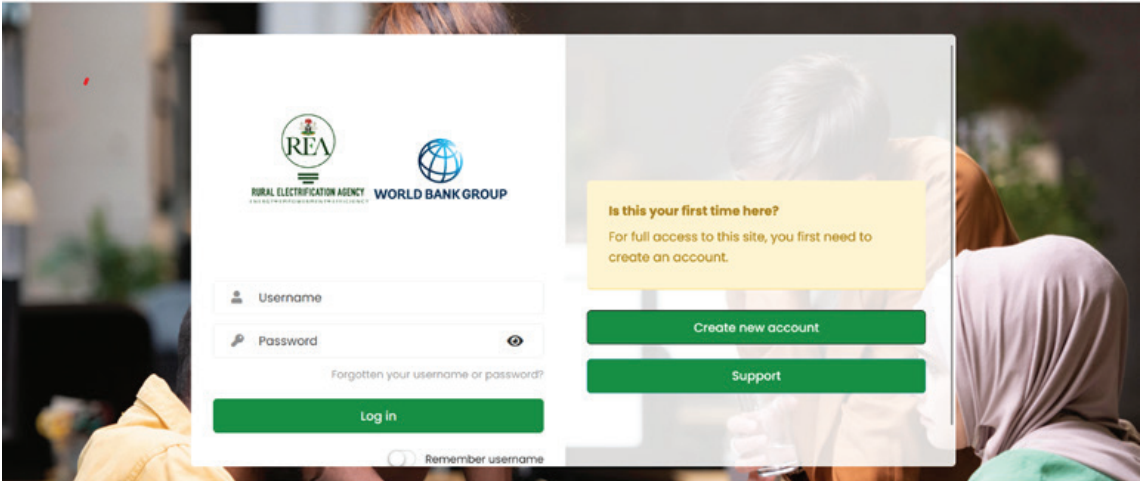 REA
RURAL ELECTRIFICATION AGENCY
WORLD BANK GROUP
Username
Password
Forgotten your username or password?
Log in
Remember username
Is this your first time here?
For full access to this site, you first need to
create an account.
Create new account
Support